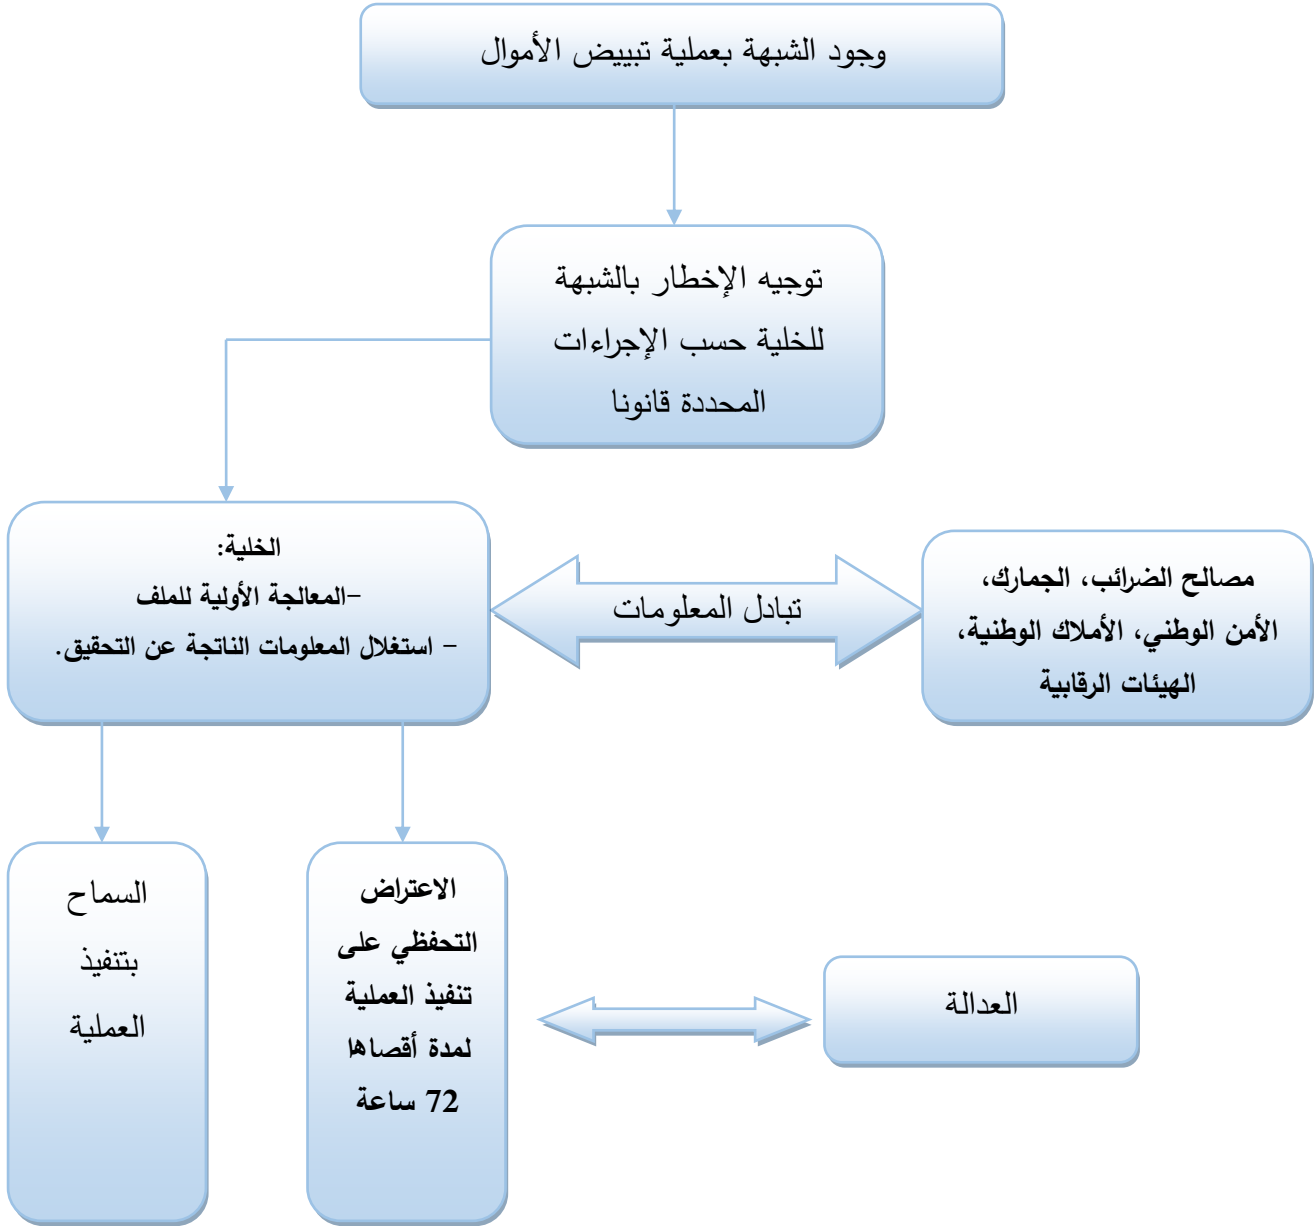 وجود الشبهة بعملية تبييض الأموال
توجيه الإخطار بالشبهة
للخلية حسب الإجراءات
المحددة قانونا
الخلية:
-المعالجة الأولية للملف
- استغلال المعلومات الناتجة عن التحقيق.
تبادل المعلومات
مصالح الضرائب، الجمارك،
الأمن الوطني، الأملاك الوطنية،
الهيئات الرقابية
السماح
بتنفيذ
العملية
الاعتراض
التحفظي على
تنفيذ العملية
لمدة أقصاها
72 ساعة
العدالة